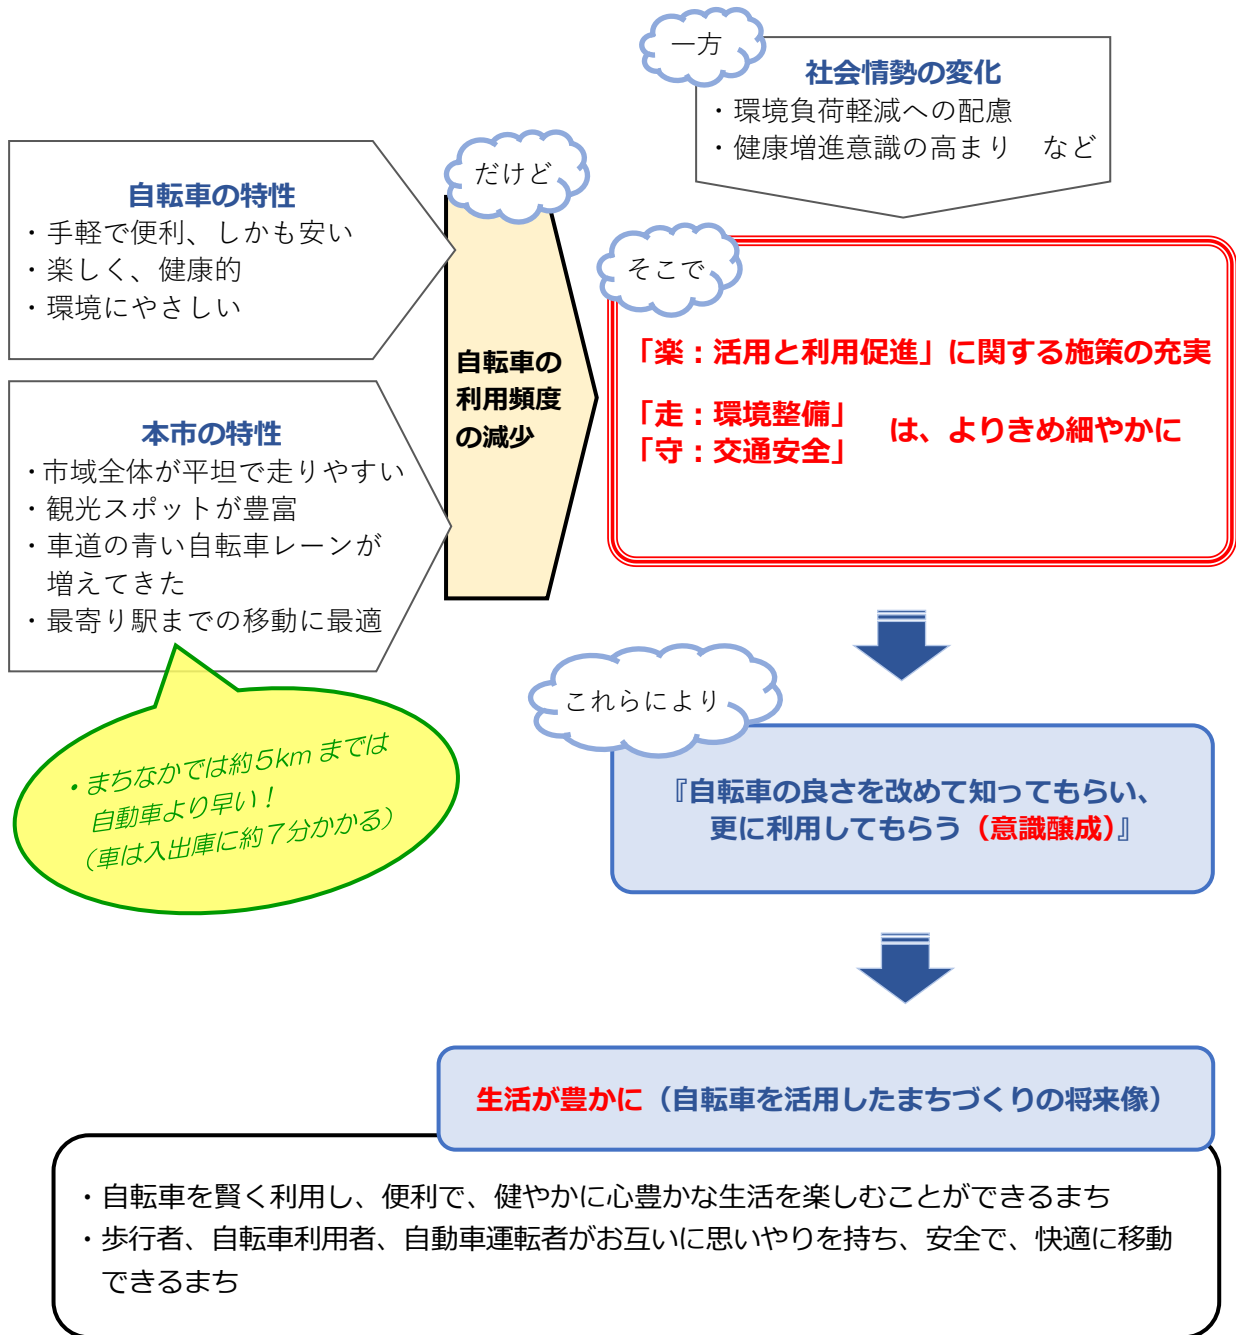 一方
社会情勢の変化
・環境負荷軽減への配慮
・健康増進意識の高まり　など
自転車の特性
・手軽で便利、しかも安い
・楽しく、健康的
・環境にやさしい
本市の特性
・市域全体が平坦で走りやすい
・観光スポットが豊富
・車道の青い自転車レーンが
増えてきた
・最寄り駅までの移動に最適
・まちなかでは約5km までは
自動車より早い！
（車は入出庫に約7分かかる）
だけど
自転車の
利用頻度
の減少
そこで
「楽：活用と利用促進」に関する施策の充実
「走：環境整備」
「守：交通安全」
は、よりきめ細やかに
これらにより
『自転車の良さを改めて知ってもらい、
更に利用してもらう（意識醸成）』
生活が豊かに（自転車を活用したまちづくりの将来像）
・自転車を賢く利用し、便利で、健やかに心豊かな生活を楽しむことができるまち
・歩行者、自転車利用者、自動車運転者がお互いに思いやりを持ち、安全で、快適に移動
できるまち